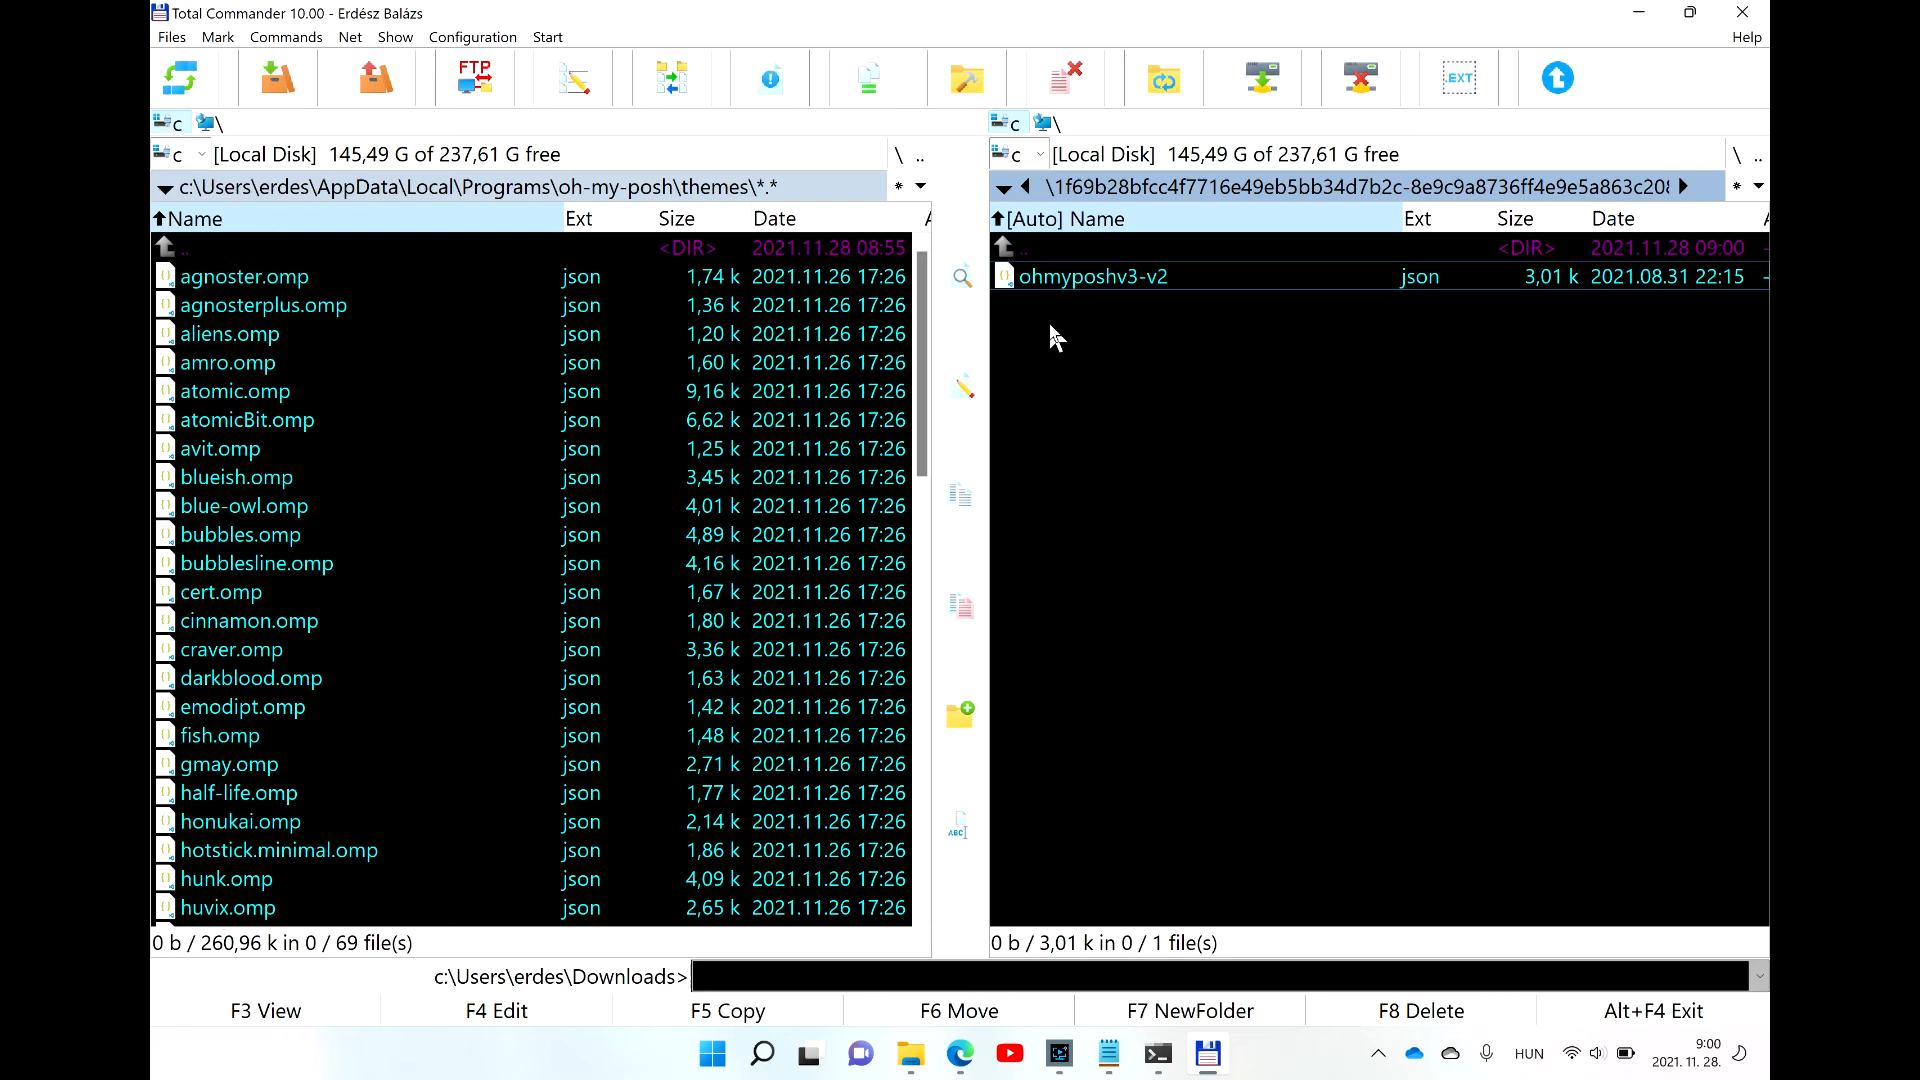 Total Commander 10.00 - Erdész Balázs
Files Mark Commands Net Show Configuration Start Help
FTP
.EXT
c \
c \
c [Local Disk] 145,49 G of 237,61 G free \ ..
c [Local Disk] 145,49 G of 237,61 G free \ ..
c:\Users\erdes\AppData\Local\Programs\oh-my-posh\themes\*.* *
\1f69b28bfcc4f7716e49eb5bb34d7b2c-8e9c9a8736ff4e9e5a863c208 *
Name Ext Size Date
[Auto] Name Ext Size Date
.. <DIR> 2021.11.28 08:55
.. <DIR> 2021.11.28 09:00 -
agnoster.omp json 1,74 k 2021.11.26 17:26
ohmyposhv3-v2 json 3,01 k 2021.08.31 22:15 -
agnosterplus.omp json 1,36 k 2021.11.26 17:26
aliens.omp json 1,20 k 2021.11.26 17:26
amro.omp json 1,60 k 2021.11.26 17:26
atomic.omp json 9,16 k 2021.11.26 17:26
atomicBit.omp json 6,62 k 2021.11.26 17:26
avit.omp json 1,25 k 2021.11.26 17:26
blueish.omp json 3,45 k 2021.11.26 17:26
blue-owl.omp json 4,01 k 2021.11.26 17:26
bubbles.omp json 4,89 k 2021.11.26 17:26
bubblesline.omp json 4,16 k 2021.11.26 17:26
cert.omp json 1,67 k 2021.11.26 17:26
cinnamon.omp json 1,80 k 2021.11.26 17:26
craver.omp json 3,36 k 2021.11.26 17:26
darkblood.omp json 1,63 k 2021.11.26 17:26
emodipt.omp json 1,42 k 2021.11.26 17:26
fish.omp json 1,48 k 2021.11.26 17:26
gmay.omp json 2,71 k 2021.11.26 17:26
half-life.omp json 1,77 k 2021.11.26 17:26
honukai.omp json 2,14 k 2021.11.26 17:26
ABC
hotstick.minimal.omp json 1,86 k 2021.11.26 17:26
hunk.omp json 4,09 k 2021.11.26 17:26
huvix.omp json 2,65 k 2021.11.26 17:26
0 b / 260,96 k in 0 / 69 file(s)
0 b / 3,01 k in 0 / 1 file(s)
c:\Users\erdes\Downloads>
F3 View F4 Edit F5 Copy F6 Move F7 NewFolder F8 Delete Alt+F4 Exit
HUN 9:00
2021. 11. 28.